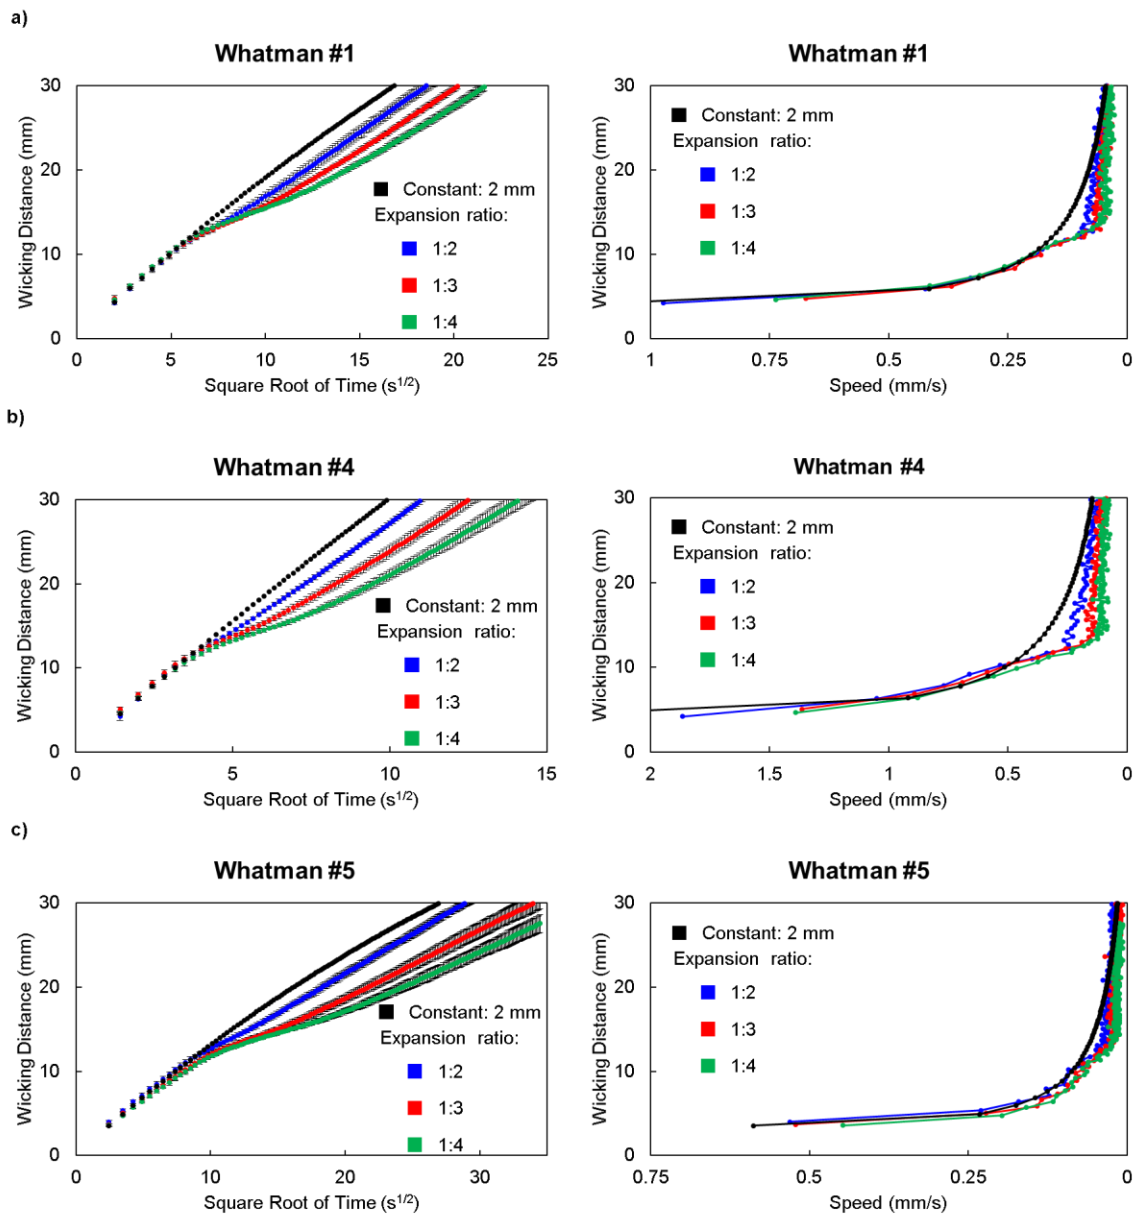 a)
Whatman #1
Wicking Distance (mm)
30
20
10
0
Constant: 2 mm
Expansion ratio:
1:2
1:3
1:4
0 5 10 15 20 25
Square Root of Time (s1/2)
Whatman #1
Wicking Distance (mm)
30
20
10
0
Constant: 2 mm
Expansion ratio:
1:2
1:3
1:4
1 0.75 0.5 0.25 0
Speed (mm/s)
b)
Whatman #4
Wicking Distance (mm)
30
20
10
0
Constant: 2 mm
Expansion ratio:
1:2
1:3
1:4
0 5 10 15
Square Root of Time (s1/2)
Whatman #4
Wicking Distance (mm)
30
20
10
0
Constant: 2 mm
Expansion ratio:
1:2
1:3
1:4
2 1.5 1 0.5 0
Speed (mm/s)
c)
Whatman #5
Wicking Distance (mm)
30
20
10
0
Constant: 2 mm
Expansion ratio:
1:2
1:3
1:4
0 10 20 30
Square Root of Time (s1/2)
Whatman #5
Wicking Distance (mm)
30
20
10
0
Constant: 2 mm
Expansion ratio:
1:2
1:3
1:4
0.75 0.5 0.25 0
Speed (mm/s)